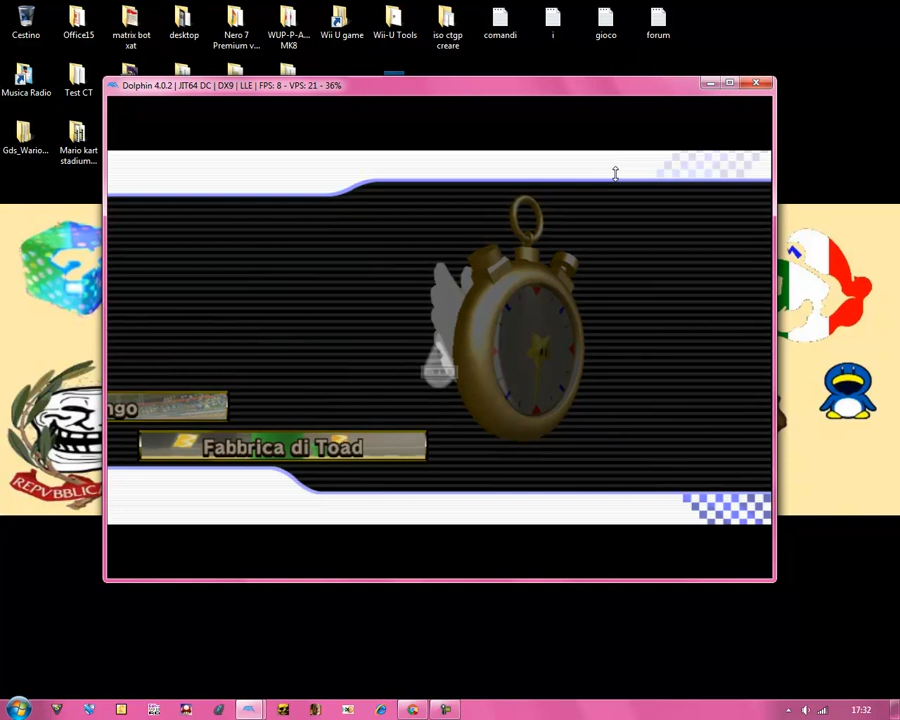 Cestino
Office15
matrix bot
xat
desktop
Nero 7
Premium v...
WUP-P-A...
MK8
Wii U game
Wii-U Tools
iso ctgp
creare
comandi
i
gioco
forum
Musica Radio
Test CT
Gds_Wario...
Mario kart
stadium...
Dolphin 4.0.2 | JIT64 DC | DX9 | LLE | FPS: 8 - VPS: 21 - 36%
ngo
Fabbrica di Toad
REPVBBLICA
17:32